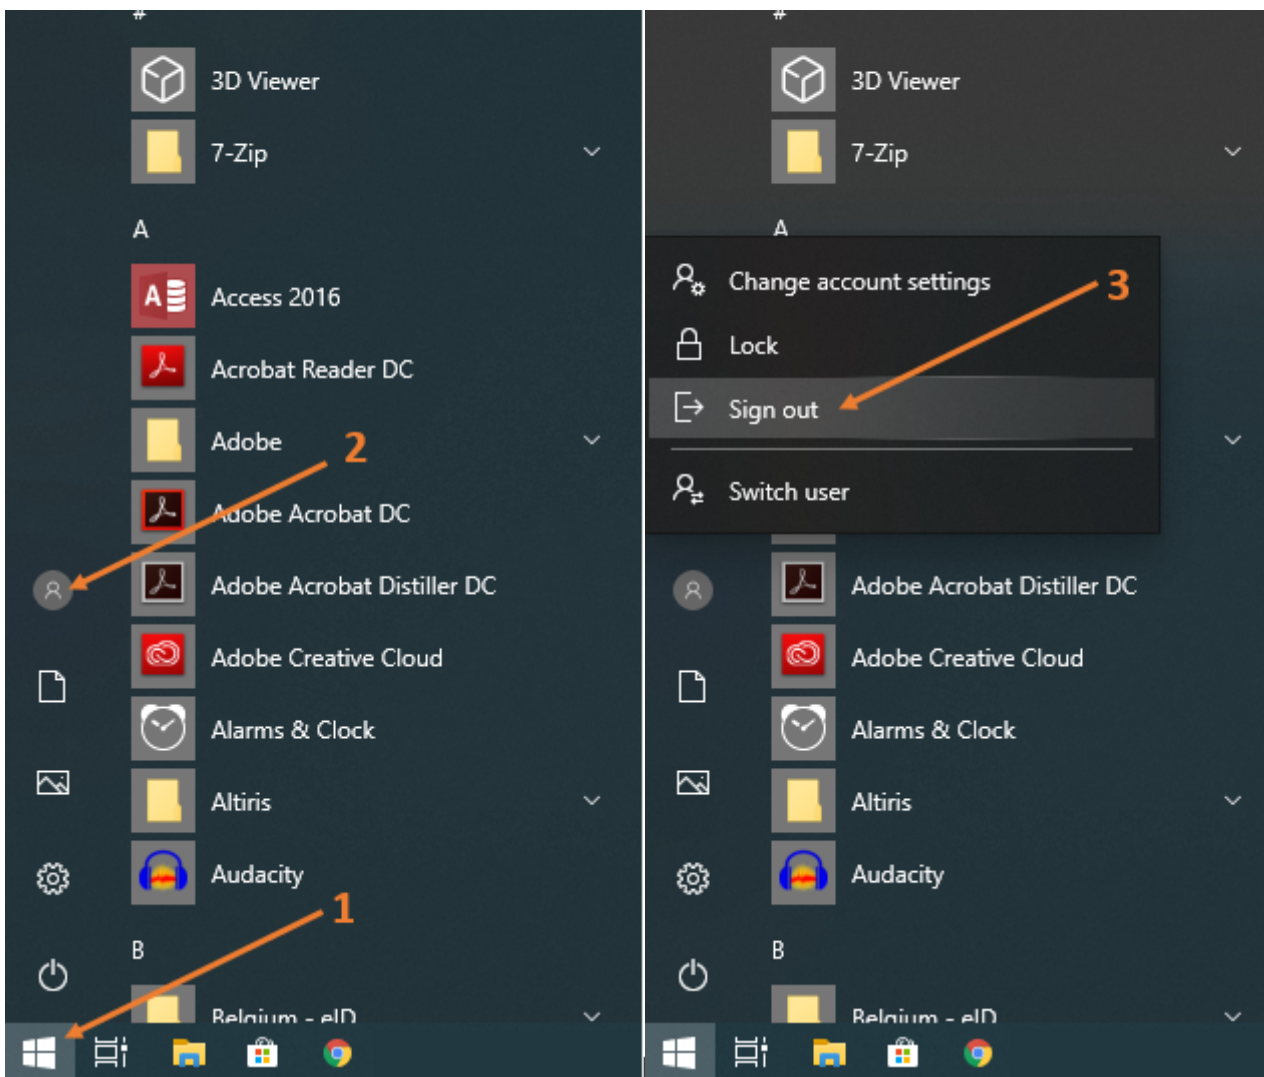 #
3D Viewer
7-Zip
A
Access 2016
Acrobat Reader DC
Adobe
2
Adobe Acrobat DC
Adobe Acrobat Distiller DC
Adobe Creative Cloud
Alarms & Clock
Altiris
Audacity
1
B
Belgium - eID
#
3D Viewer
7-Zip
A
Change account settings
3
Lock
Sign out
Switch user
Adobe Acrobat Distiller DC
Adobe Creative Cloud
Alarms & Clock
Altiris
Audacity
B
Belgium - eID